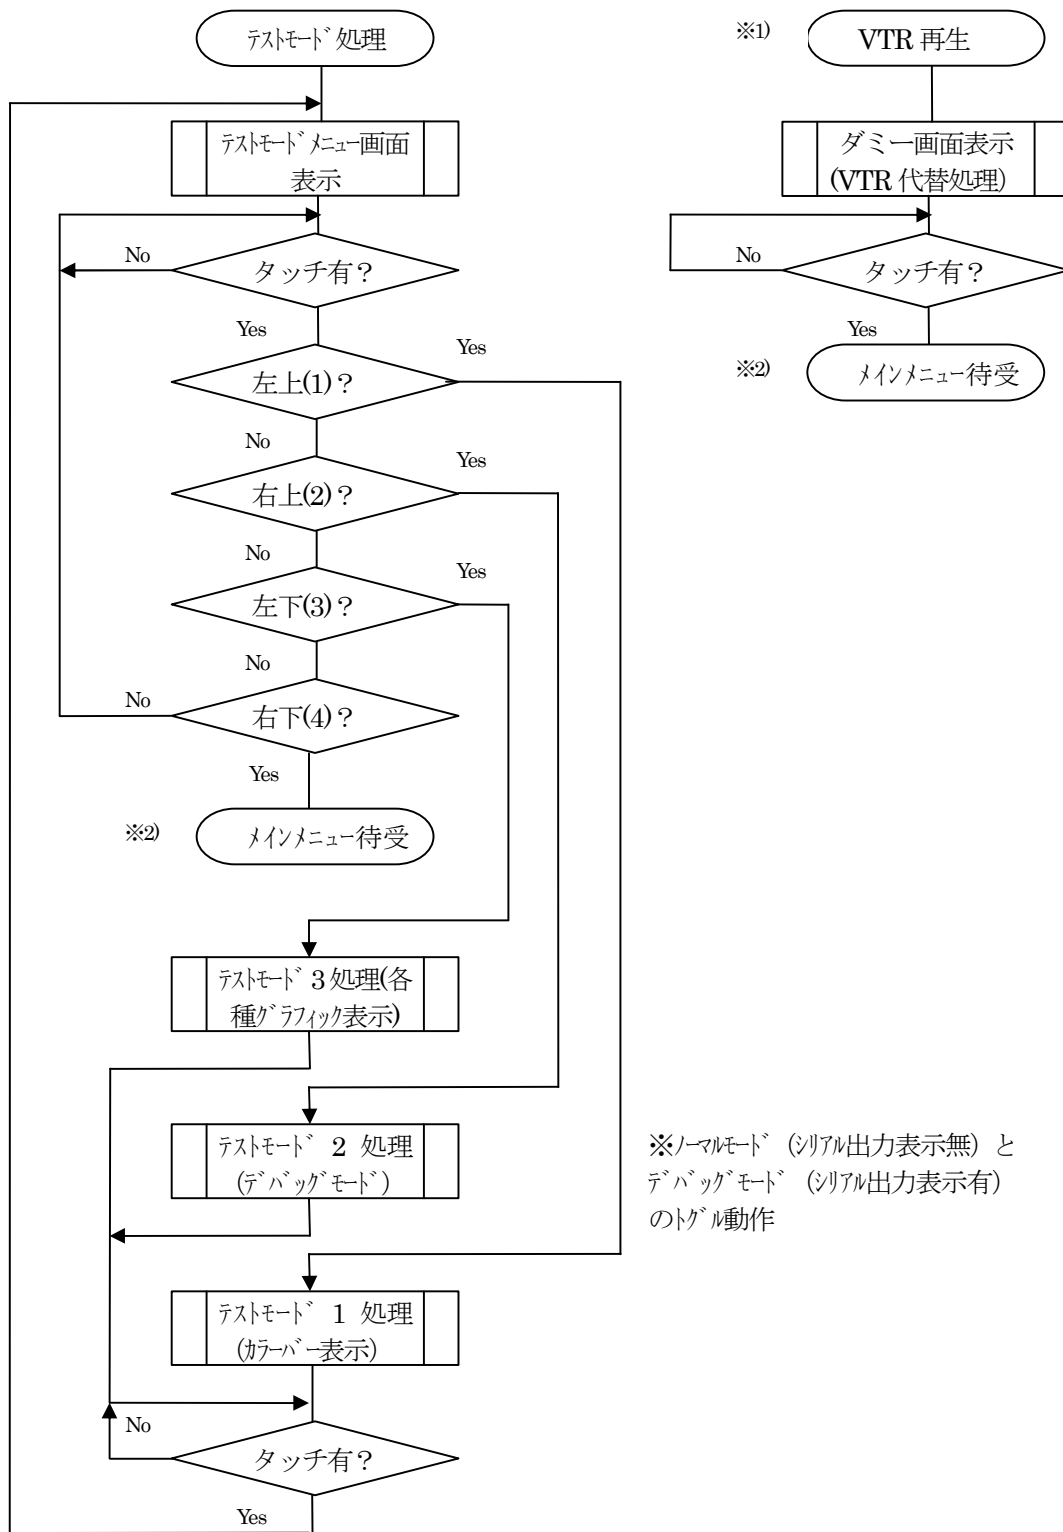 ﾃｽﾄﾓｰﾄﾞ処理
ﾃｽﾄﾓｰﾄﾞﾒﾆｭｰ画面
表示
No
タッチ有？
Yes
Yes
左上(1)？
No
Yes
右上(2)？
No
Yes
左下(3)？
No
No
右下(4)？
Yes
※2)
ﾒｲﾝﾒﾆｭｰ待受
ﾃｽﾄﾓｰﾄﾞ 3 処理(各
種ｸﾞﾗﾌｨｯｸ表示)
ﾃｽﾄﾓｰﾄﾞ 2 処理
(ﾃﾞﾊﾞｯｸﾞﾓｰﾄﾞ)
ﾃｽﾄﾓｰﾄﾞ 1 処理
(ｶﾗｰﾊﾞｰ表示)
No
タッチ有？
Yes
※1)
VTR 再生
ダミー画面表示
(VTR 代替処理)
No
タッチ有？
Yes
※2)
ﾒｲﾝﾒﾆｭｰ待受
※ﾉｰﾏﾙﾓｰﾄﾞ（ｼﾘｱﾙ出力表示無）と
ﾃﾞﾊﾞｯｸﾞﾓｰﾄﾞ（ｼﾘｱﾙ出力表示有）
のﾄｸﾞﾙ動作